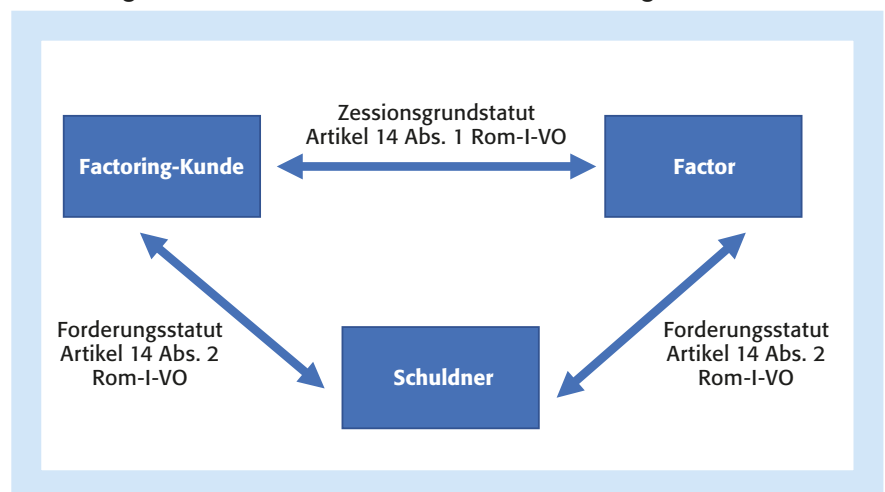 Zessionsgrundstatut
Artikel 14 Abs. 1 Rom-I-VO
Factoring-Kunde
Factor
Forderungsstatut
Artikel 14 Abs. 2
Rom-I-VO
Forderungsstatut
Artikel 14 Abs. 2
Rom-I-VO
Schuldner